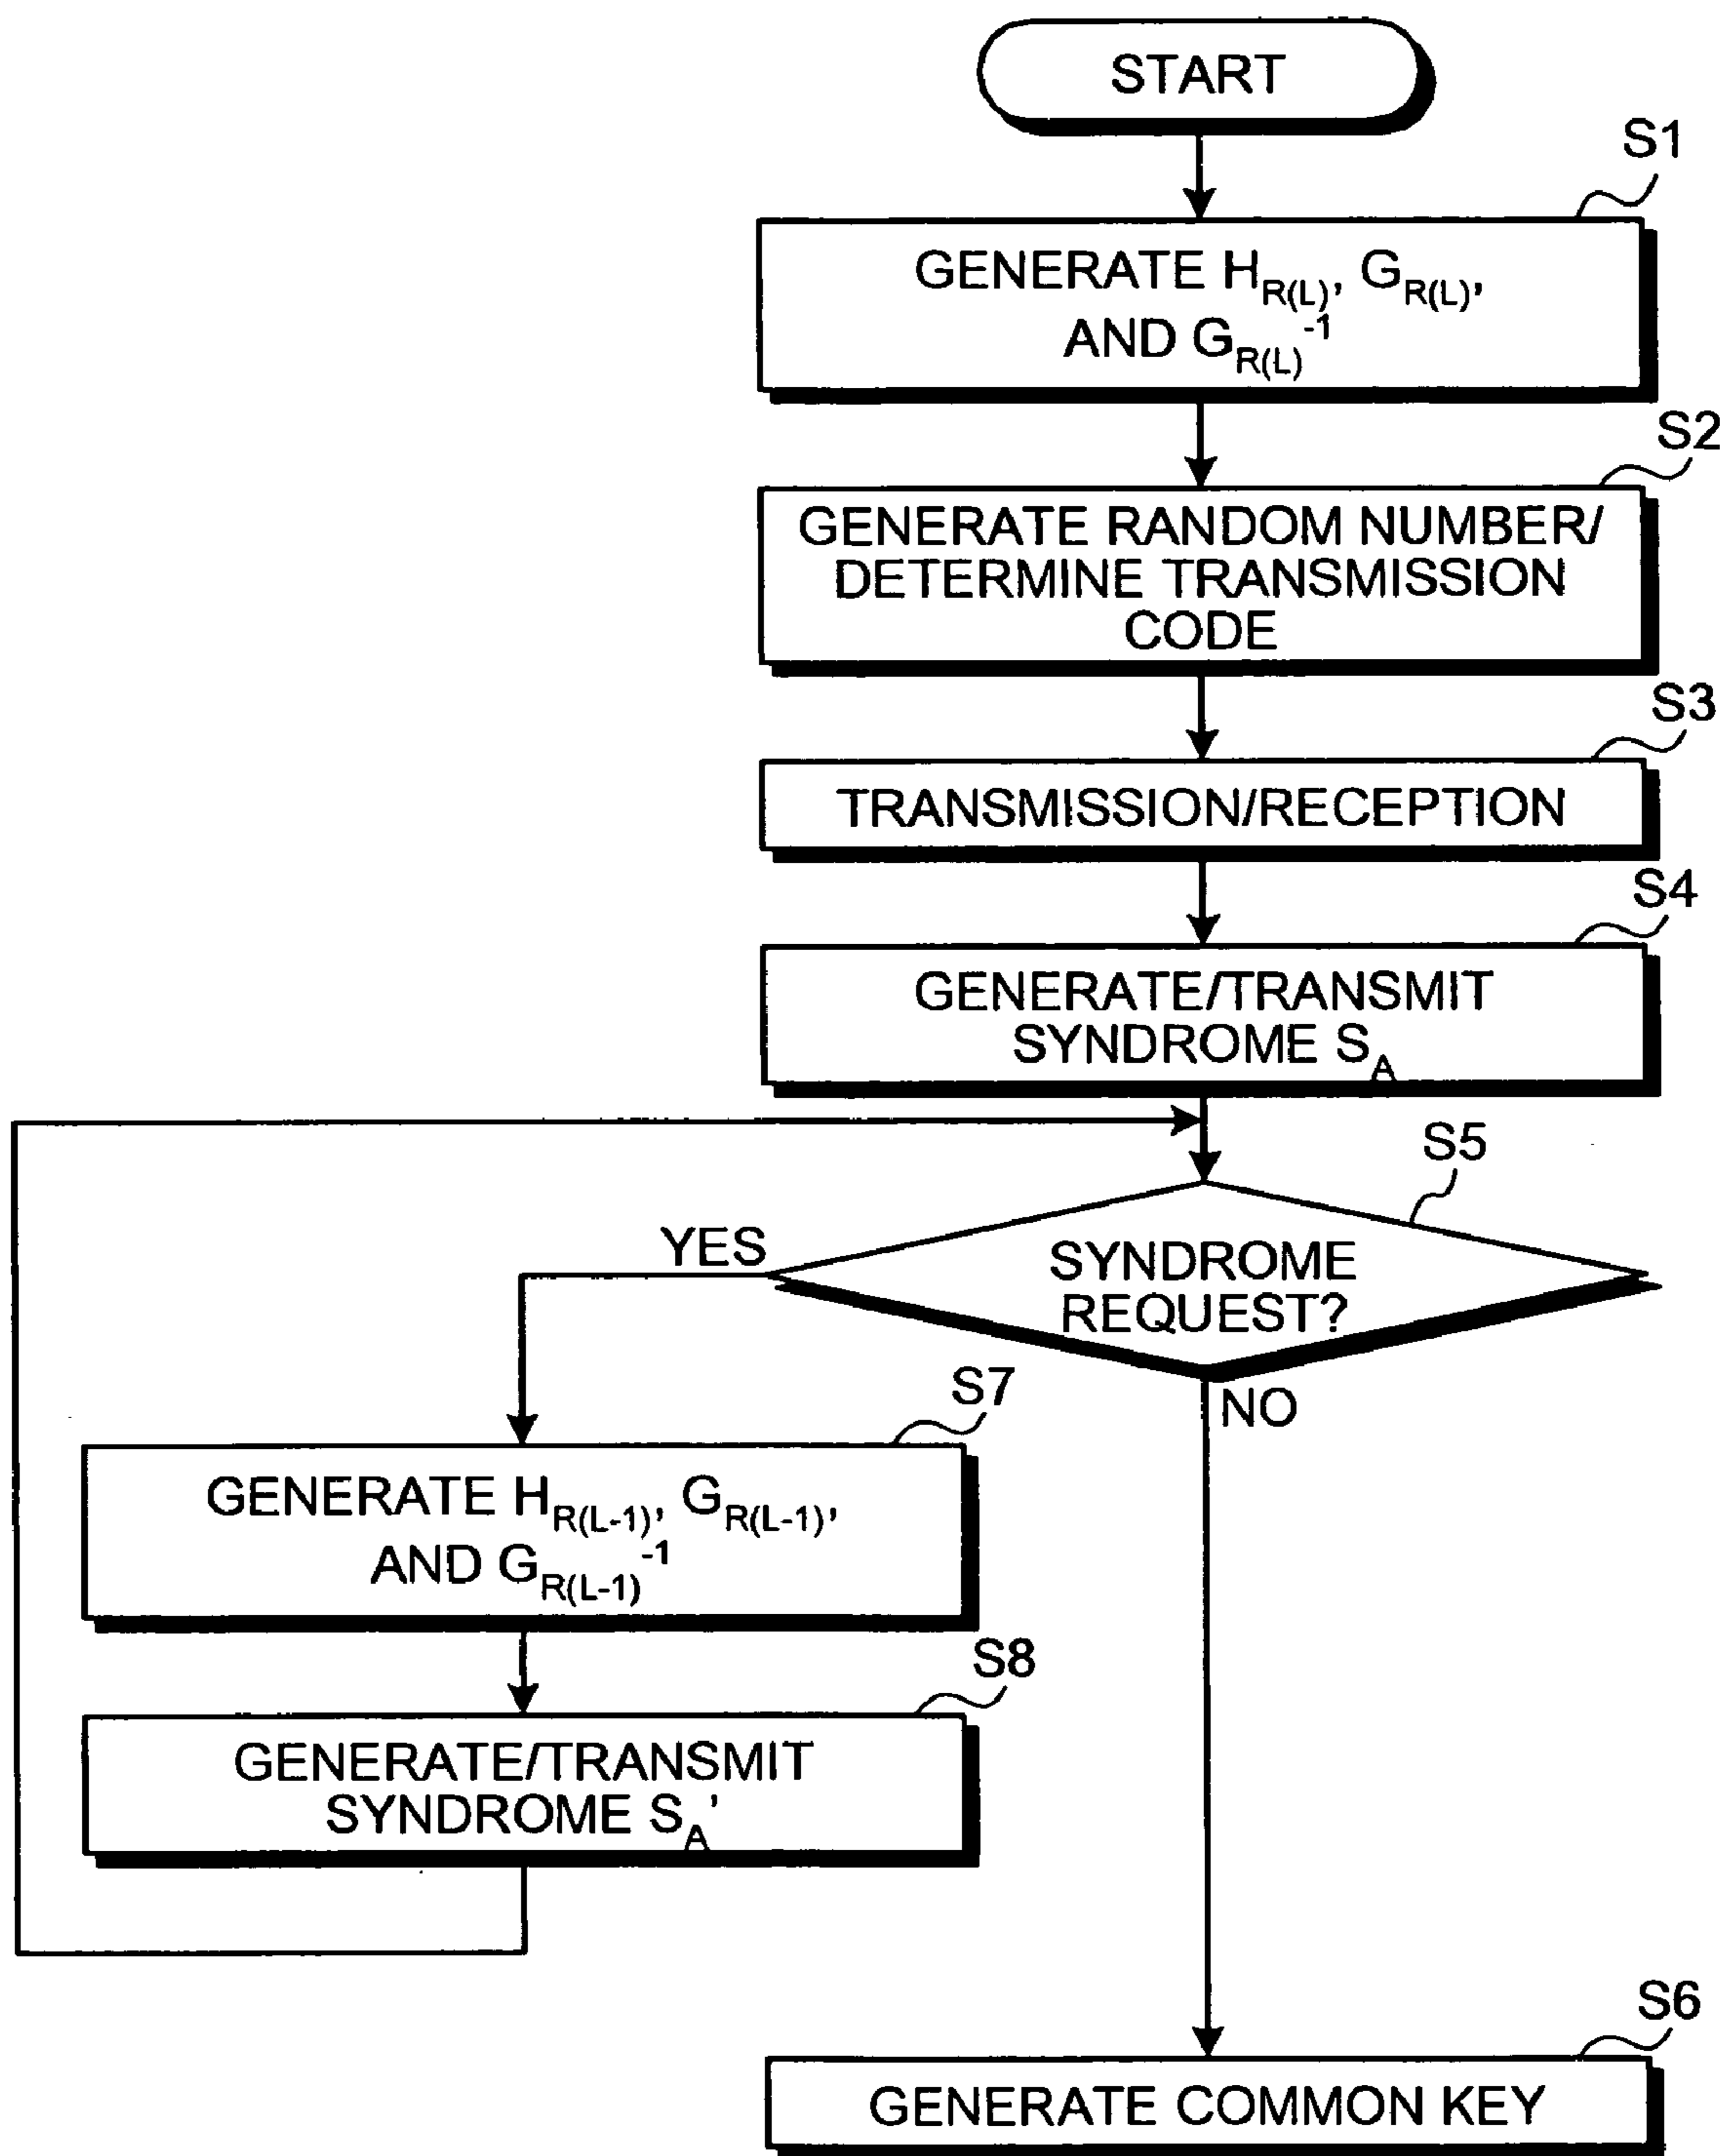 START
S1
GENERATE H_R(L), G_R(L),
AND G_R(L)^-1
S2
GENERATE RANDOM NUMBER/
DETERMINE TRANSMISSION
CODE
S3
TRANSMISSION/RECEPTION
S4
GENERATE/TRANSMIT
SYNDROME S_A
S5
YES
SYNDROME
REQUEST?
NO
S7
GENERATE H_R(L-1), G_R(L-1),
AND G_R(L-1)^-1
S8
GENERATE/TRANSMIT
SYNDROME S_A'
S6
GENERATE COMMON KEY